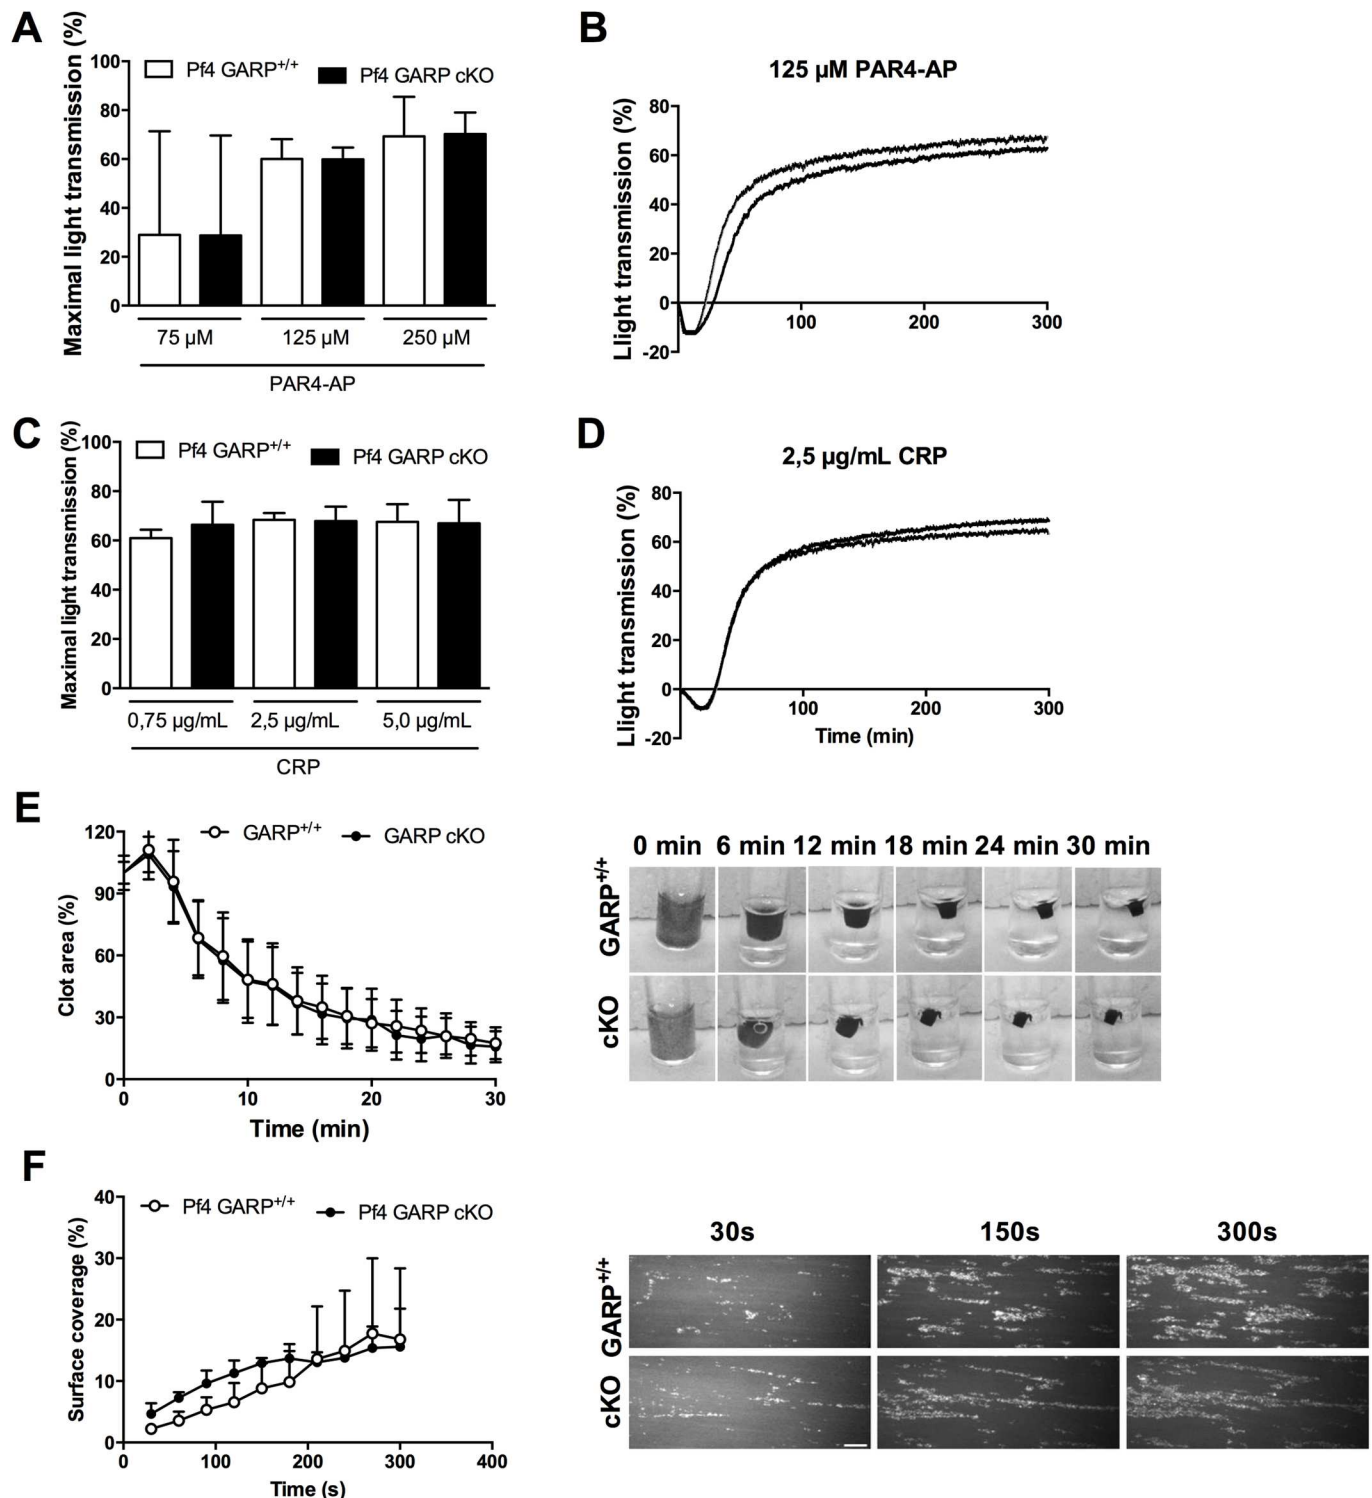 A
Maximal light transmission (%)
100
80
60
40
20
0
Pf4 GARP+/+
Pf4 GARP cKO
75 µM
125 µM
250 µM
PAR4-AP
B
125 µM PAR4-AP
Llight transmission (%)
80
60
40
20
0
-20
100
200
300
C
Maximal light transmission (%)
100
80
60
40
20
0
Pf4 GARP+/+
Pf4 GARP cKO
0,75 µg/mL
2,5 µg/mL
5,0 µg/mL
CRP
D
2,5 µg/mL CRP
Llight transmission (%)
80
60
40
20
0
-20
100
200
300
Time (min)
E
Clot area (%)
120
90
60
30
0
GARP+/+
GARP cKO
0
10
20
30
Time (min)
0 min 6 min 12 min 18 min 24 min 30 min
GARP+/+
cKO
F
Surface coverage (%)
40
30
20
10
0
Pf4 GARP+/+
Pf4 GARP cKO
0
100
200
300
400
Time (s)
30s
150s
300s
GARP+/+
cKO